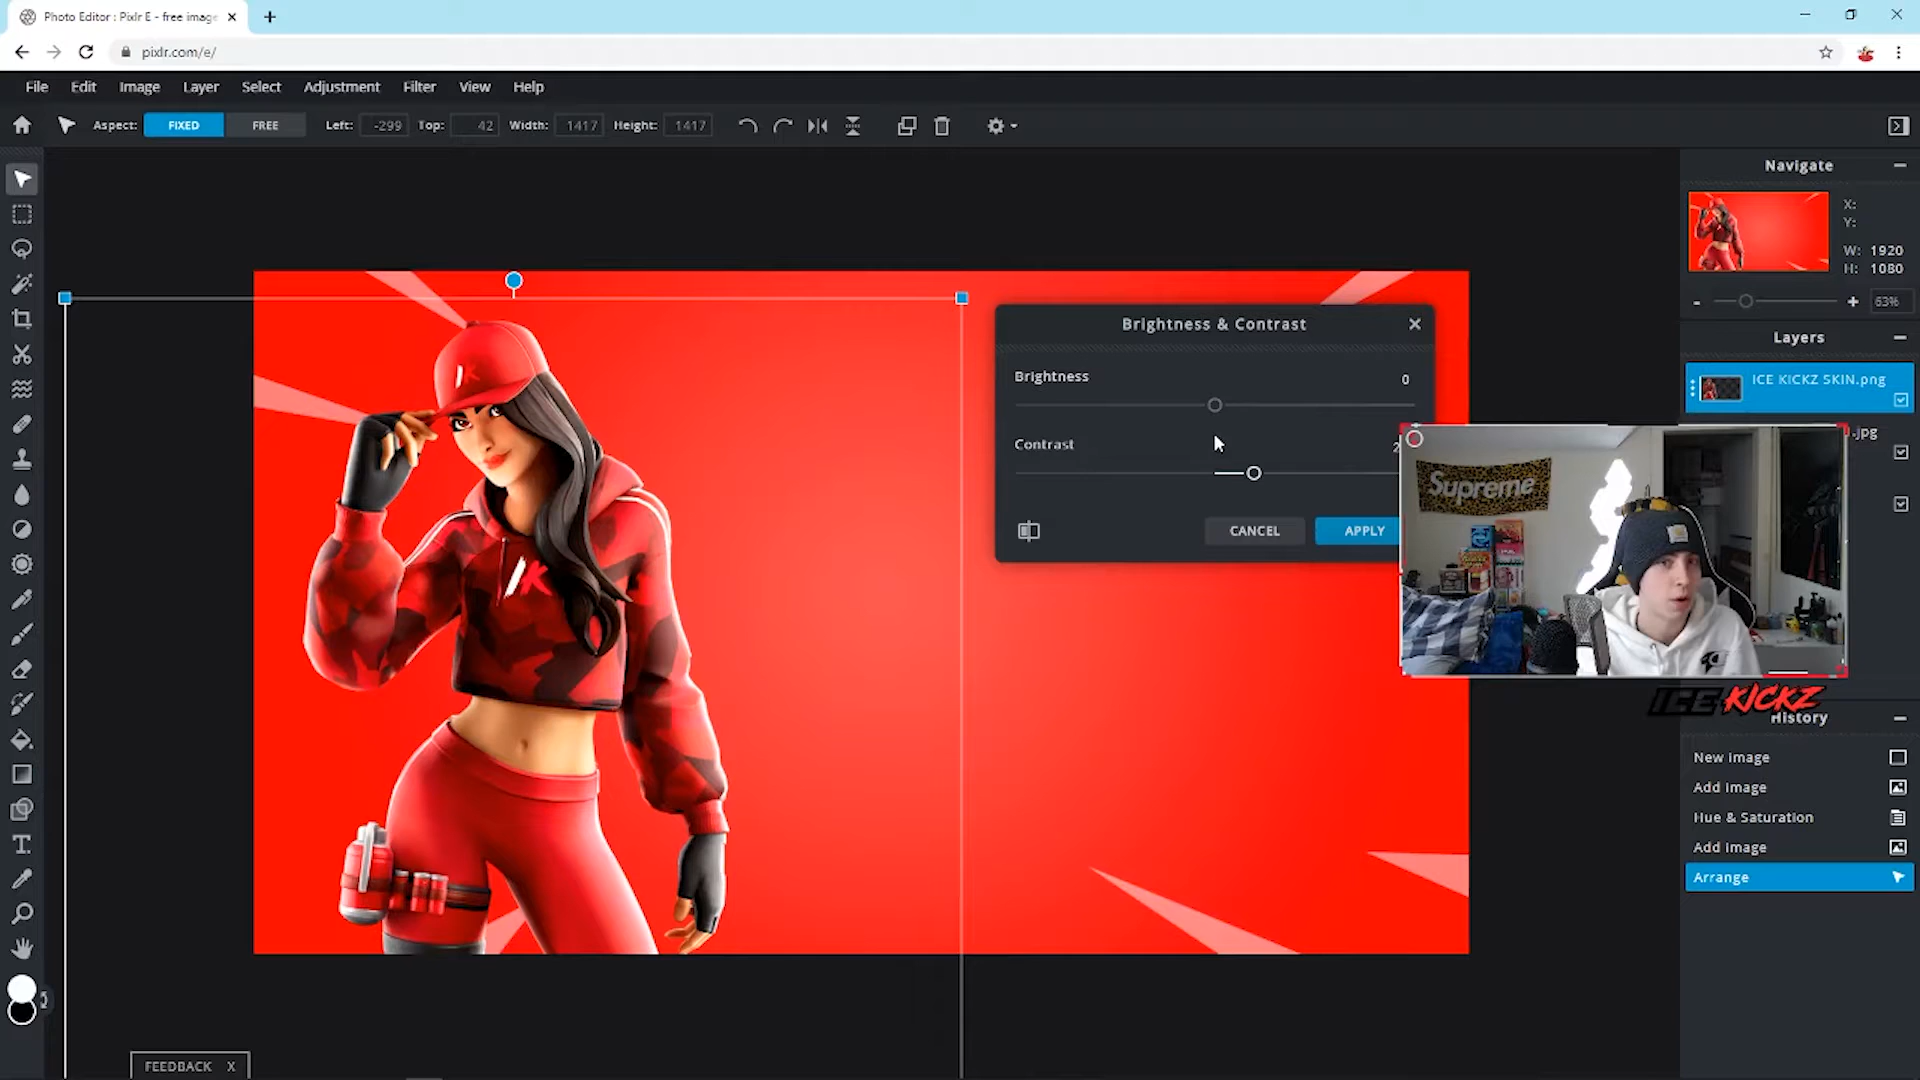 Photo Editor : Pixlr E - free image
pixlr.com/e/
File Edit Image Layer Select Adjustment Filter View Help
Aspect: FIXED FREE Left: -299 Top: 42 Width: 1417 Height: 1417
Navigate
X:
Y:
W: 1920
H: 1080
- + 63%
Brightness & Contrast
Brightness 0
Contrast 2
CANCEL APPLY
Layers
ICE KICKZ SKIN.png
.jpg
Supreme
IK
IK
ICE KICKZ
History
New Image
Add Image
Hue & Saturation
Add Image
Arrange
FEEDBACK X